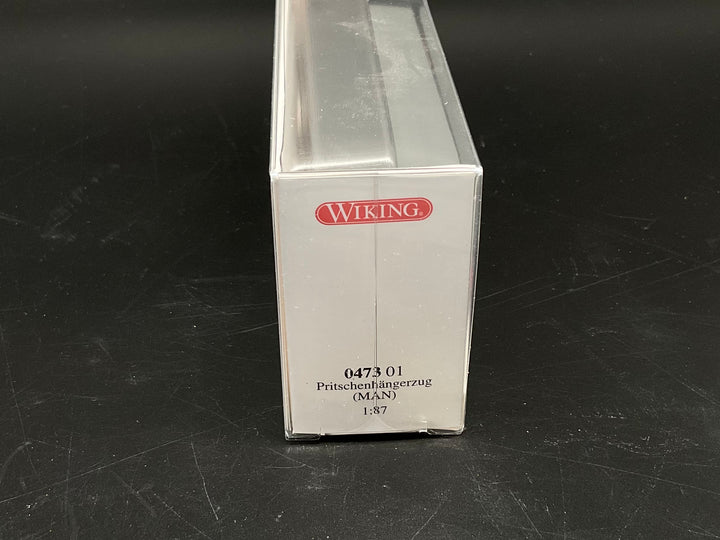 WIKING®
0473 01
Pritschenhängerzug
(MAN)
1:87